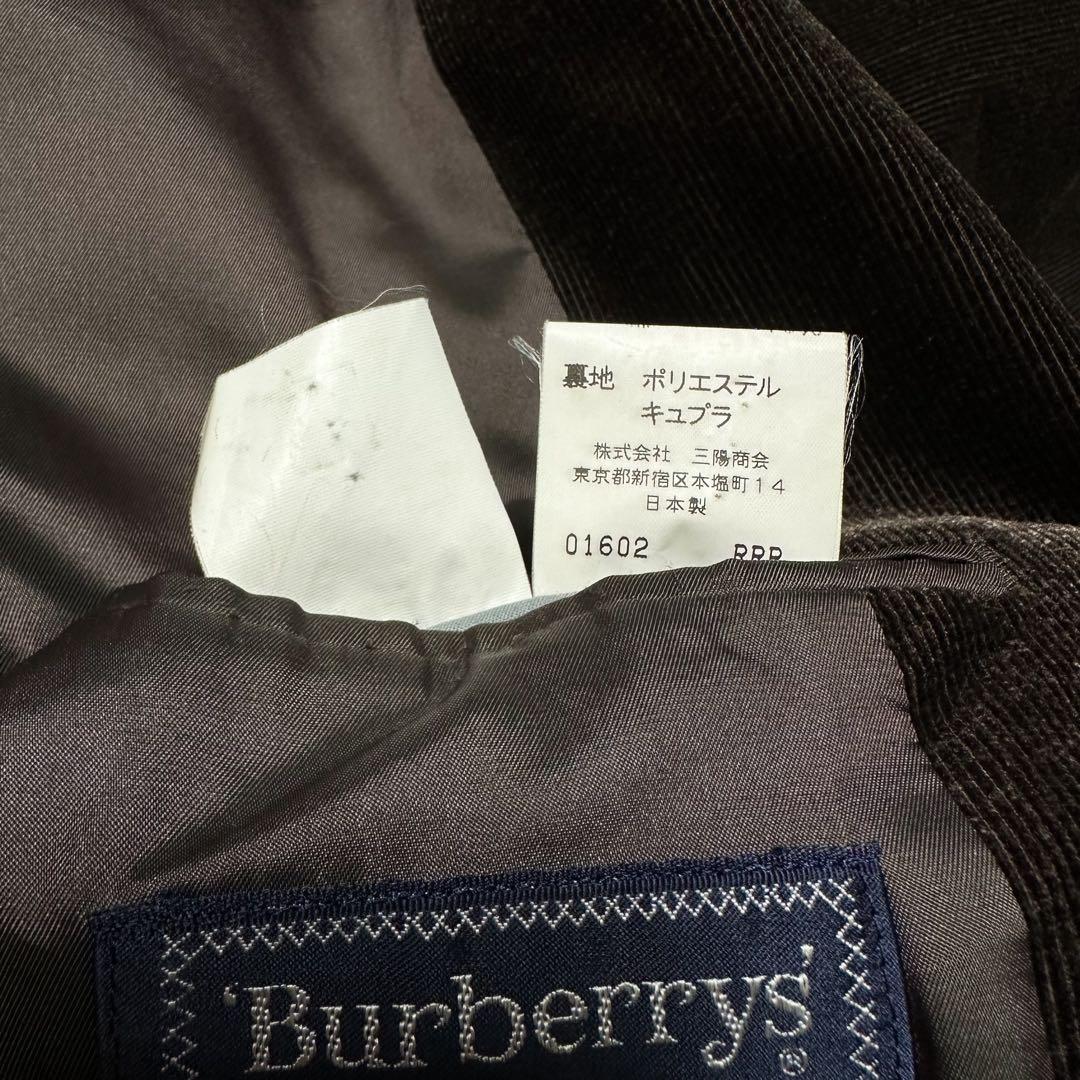 裏地 ポリエステル
キュプラ
株式会社 三陽商会
東京都新宿区本塩町14
日本製
01602 RRR
'Burberrys'
®